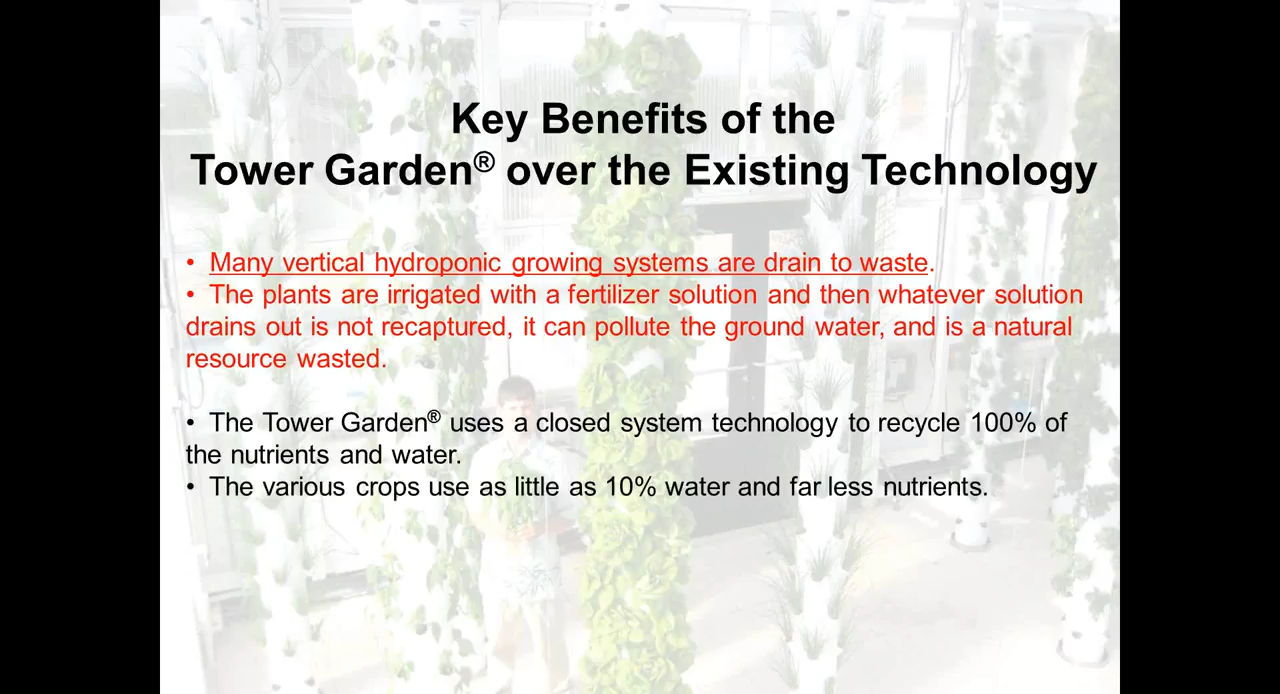 Key Benefits of the
Tower Garden® over the Existing Technology
• Many vertical hydroponic growing systems are drain to waste.
• The plants are irrigated with a fertilizer solution and then whatever solution
drains out is not recaptured, it can pollute the ground water, and is a natural
resource wasted.
• The Tower Garden® uses a closed system technology to recycle 100% of
the nutrients and water.
• The various crops use as little as 10% water and far less nutrients.